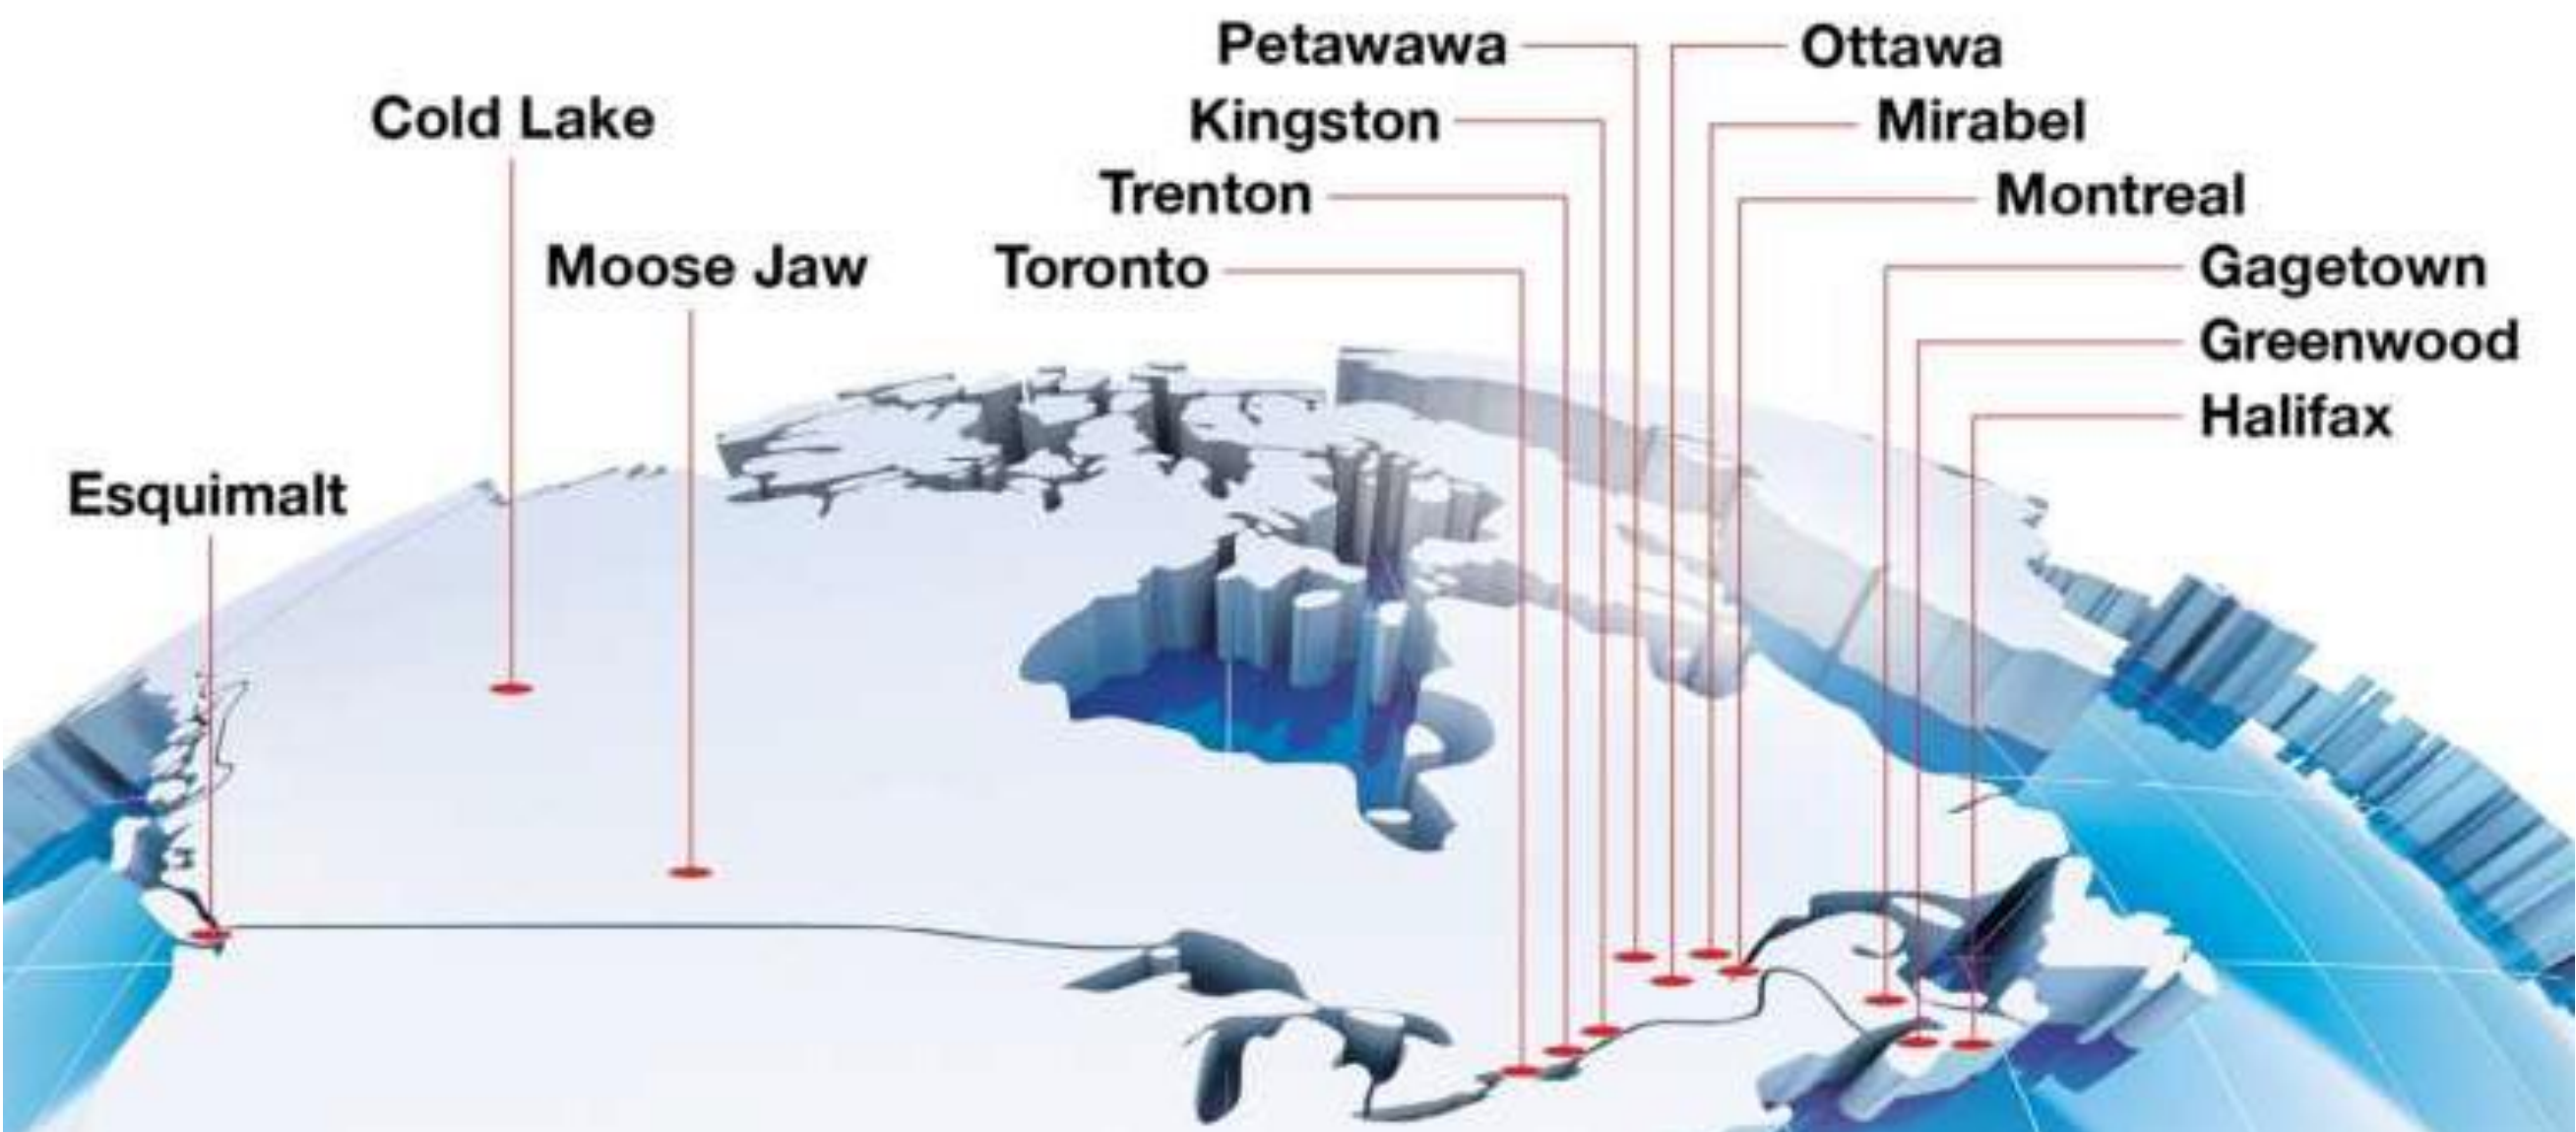 Petawawa
Ottawa
Cold Lake
Kingston
Mirabel
Trenton
Montreal
Moose Jaw
Toronto
Gagetown
Greenwood
Halifax
Esquimalt